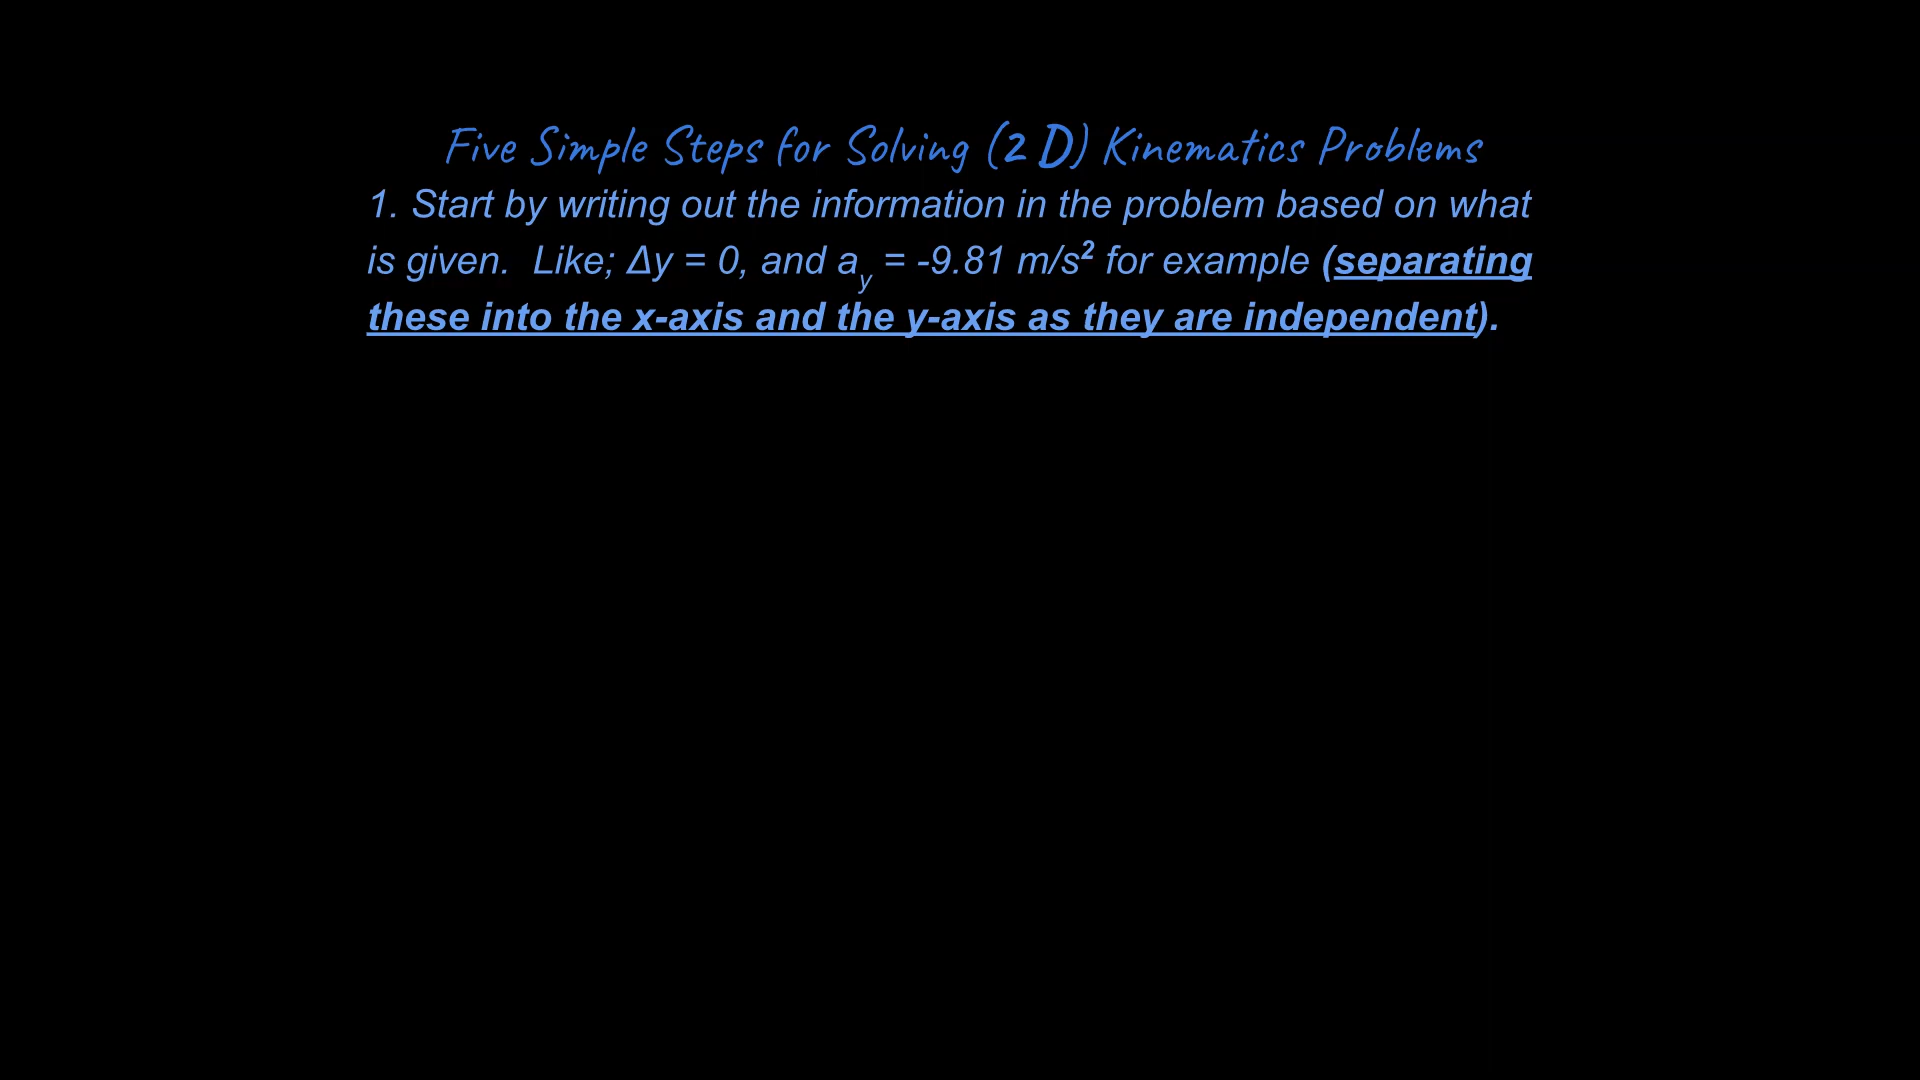 Five Simple Steps for Solving (2 D) Kinematics Problems
1. Start by writing out the information in the problem based on what
is given.  Like; Δy = 0, and a_y = -9.81 m/s² for example (separating
these into the x-axis and the y-axis as they are independent).